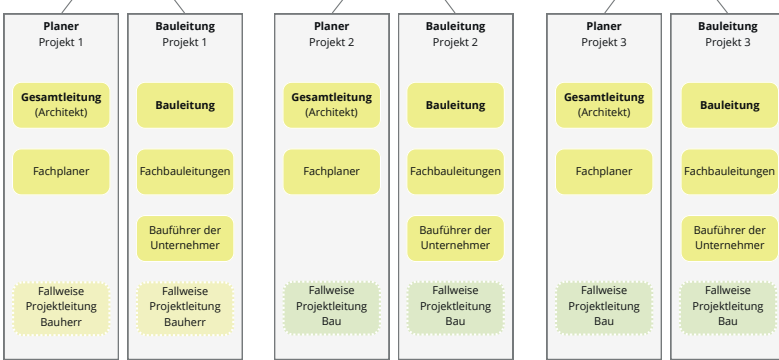 Planer
Projekt 1
Gesamtleitung
(Architekt)
Fachplaner
Fallweise
Projektleitung
Bauherr
Bauleitung
Projekt 1
Bauleitung
Fachbauleitungen
Bauführer der
Unternehmer
Fallweise
Projektleitung
Bauherr
Planer
Projekt 2
Gesamtleitung
(Architekt)
Fachplaner
Fallweise
Projektleitung
Bau
Bauleitung
Projekt 2
Bauleitung
Fachbauleitungen
Bauführer der
Unternehmer
Fallweise
Projektleitung
Bau
Planer
Projekt 3
Gesamtleitung
(Architekt)
Fachplaner
Fallweise
Projektleitung
Bau
Bauleitung
Projekt 3
Bauleitung
Fachbauleitungen
Bauführer der
Unternehmer
Fallweise
Projektleitung
Bau